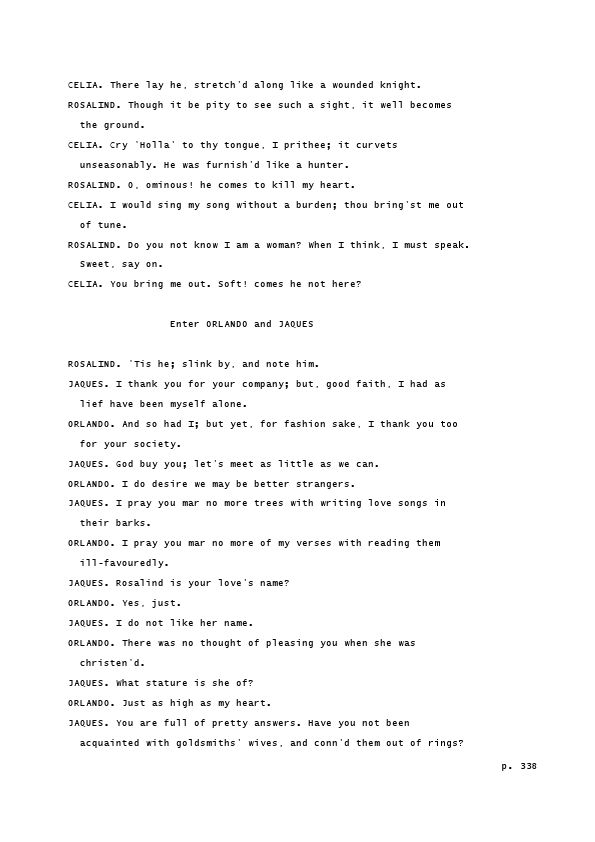 CELIA. There lay he, stretch'd along like a wounded knight.
ROSALIND. Though it be pity to see such a sight, it well becomes
the ground.
CELIA. Cry 'Holla' to thy tongue, I prithee; it curvets
unseasonably. He was furnish'd like a hunter.
ROSALIND. O, ominous! he comes to kill my heart.
CELIA. I would sing my song without a burden; thou bring'st me out
of tune.
ROSALIND. Do you not know I am a woman? When I think, I must speak.
Sweet, say on.
CELIA. You bring me out. Soft! comes he not here?
Enter ORLANDO and JAQUES
ROSALIND. 'Tis he; slink by, and note him.
JAQUES. I thank you for your company; but, good faith, I had as
lief have been myself alone.
ORLANDO. And so had I; but yet, for fashion sake, I thank you too
for your society.
JAQUES. God buy you; let's meet as little as we can.
ORLANDO. I do desire we may be better strangers.
JAQUES. I pray you mar no more trees with writing love songs in
their barks.
ORLANDO. I pray you mar no more of my verses with reading them
ill-favouredly.
JAQUES. Rosalind is your love's name?
ORLANDO. Yes, just.
JAQUES. I do not like her name.
ORLANDO. There was no thought of pleasing you when she was
christen'd.
JAQUES. What stature is she of?
ORLANDO. Just as high as my heart.
JAQUES. You are full of pretty answers. Have you not been
acquainted with goldsmiths' wives, and conn'd them out of rings?
p. 338